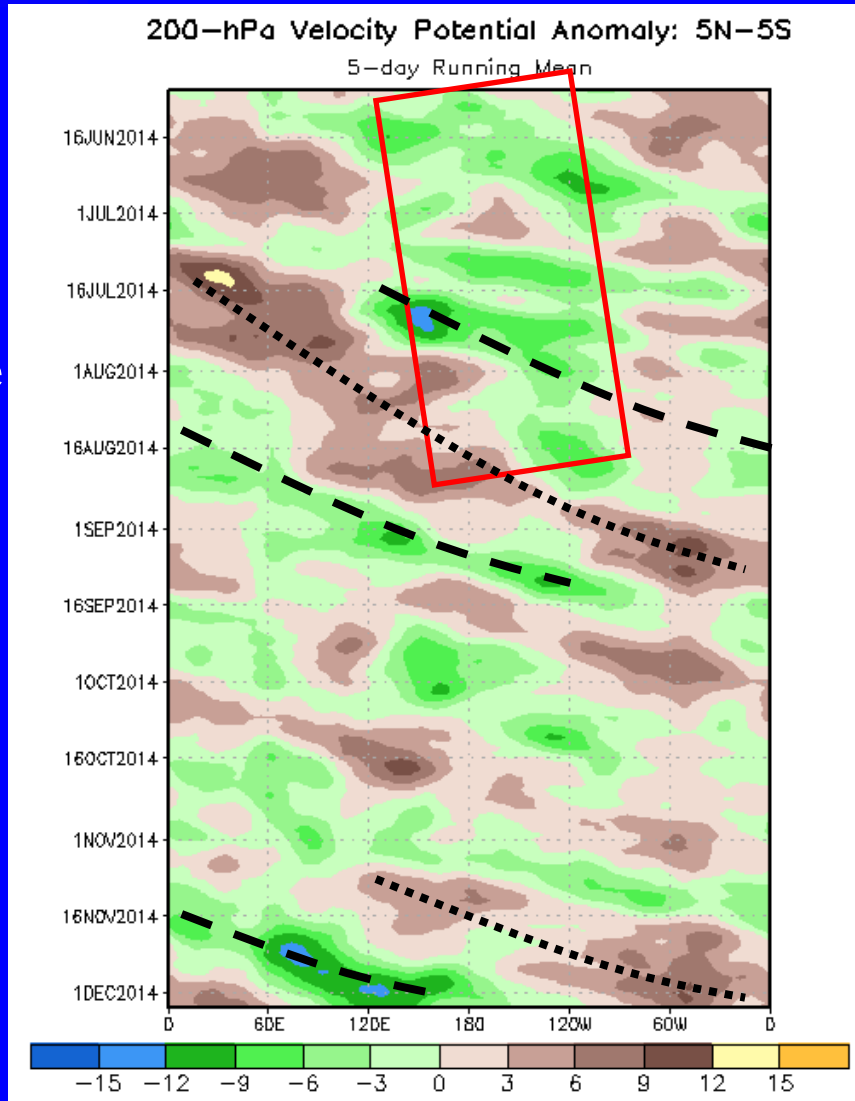 200-hPa Velocity Potential Anomaly: 5N-5S
5-day Running Mean
16JUN2014
1JUL2014
16JUL2014
1AUG2014
16AUG2014
1SEP2014
16SEP2014
1OCT2014
16OCT2014
1NOV2014
16NOV2014
1DEC2014
0 60E 120E 180 120W 60W 0
-15 -12 -9 -6 -3 0 3 6 9 12 15